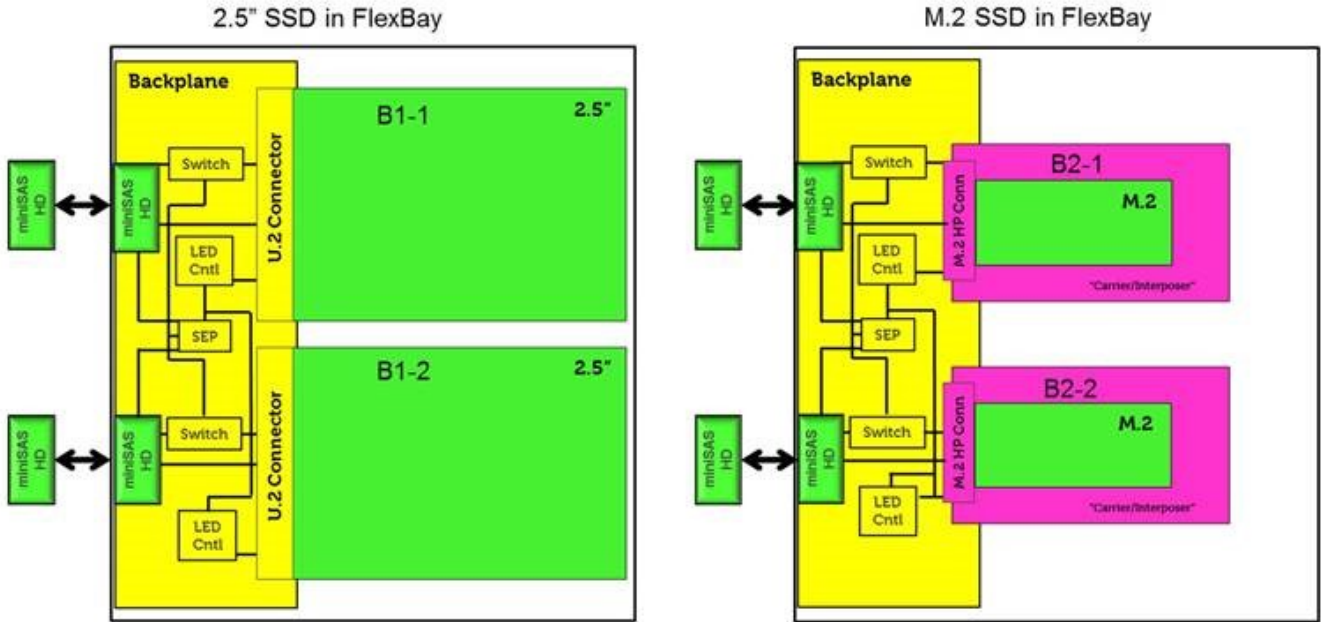 2.5” SSD in FlexBay
Backplane
B1-1
2.5”
Switch
miniSAS
HD
miniSAS
HD
U.2 Connector
LED
Cntl
SEP
B1-2
2.5”
Switch
miniSAS
HD
miniSAS
HD
U.2 Connector
LED
Cntl
M.2 SSD in FlexBay
Backplane
B2-1
Switch
M.2
miniSAS
HD
miniSAS
HD
M.2 HP Conn
LED
Cntl
"Carrier/Interposer"
SEP
B2-2
M.2
Switch
miniSAS
HD
miniSAS
HD
M.2 HP Conn
LED
Cntl
"Carrier/Interposer"